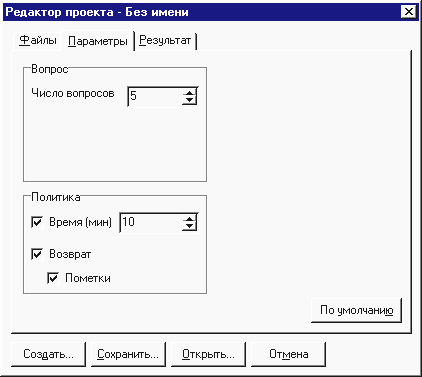 Редактор проекта - Без имени
Файлы Параметры Результат
Вопрос
Число вопросов 5
Политика
Время (мин) 10
Возврат
Пометки
По умолчанию
Создать... Сохранить... Открыть... Отмена